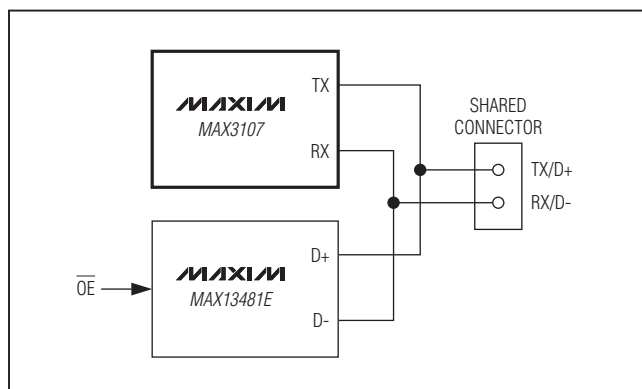 MAXIM
MAX3107
TX
RX
SHARED
CONNECTOR
TX/D+
RX/D-
OE
MAXIM
MAX13481E
D+
D-